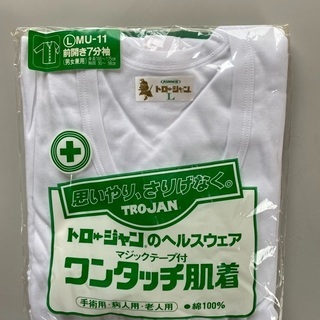 L MU-11
前開き7分袖
(男女兼用)
トロージャン
L
思いやり、さりげなく。
TROJAN
トロージャンのヘルスウェア
マジックテープ付
ワンタッチ肌着
手術用・病人用・老人用
●綿100%